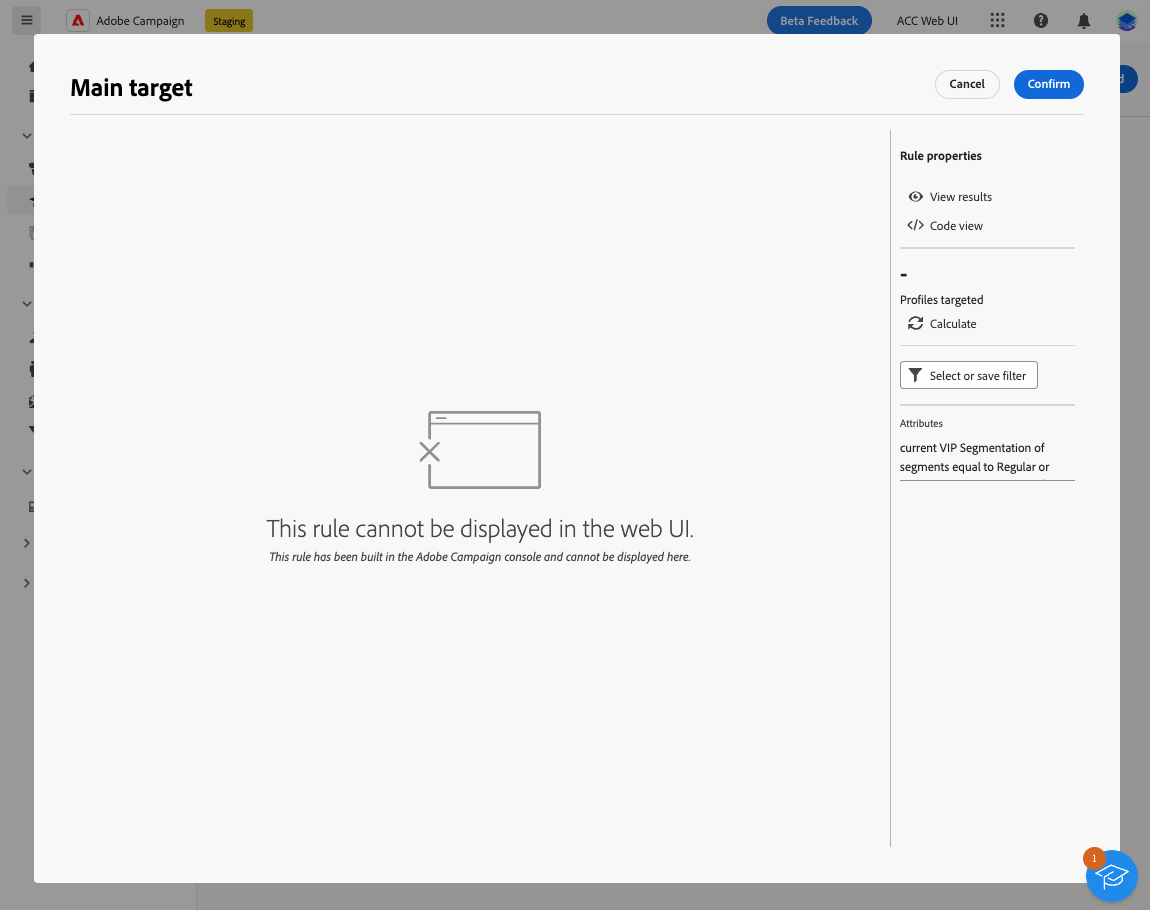 Adobe Campaign
Staging
Beta Feedback
ACC Web UI
Main target
Cancel
Confirm
Rule properties
View results
Code view
-
Profiles targeted
Calculate
Select or save filter
Attributes
current VIP Segmentation of
segments equal to Regular or
This rule cannot be displayed in the web UI.
This rule has been built in the Adobe Campaign console and cannot be displayed here.
1